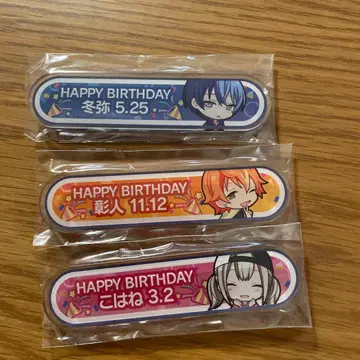 HAPPY BIRTHDAY
冬弥 5.25
HAPPY BIRTHDAY
彰人 11.12
HAPPY BIRTHDAY
こはね 3.2